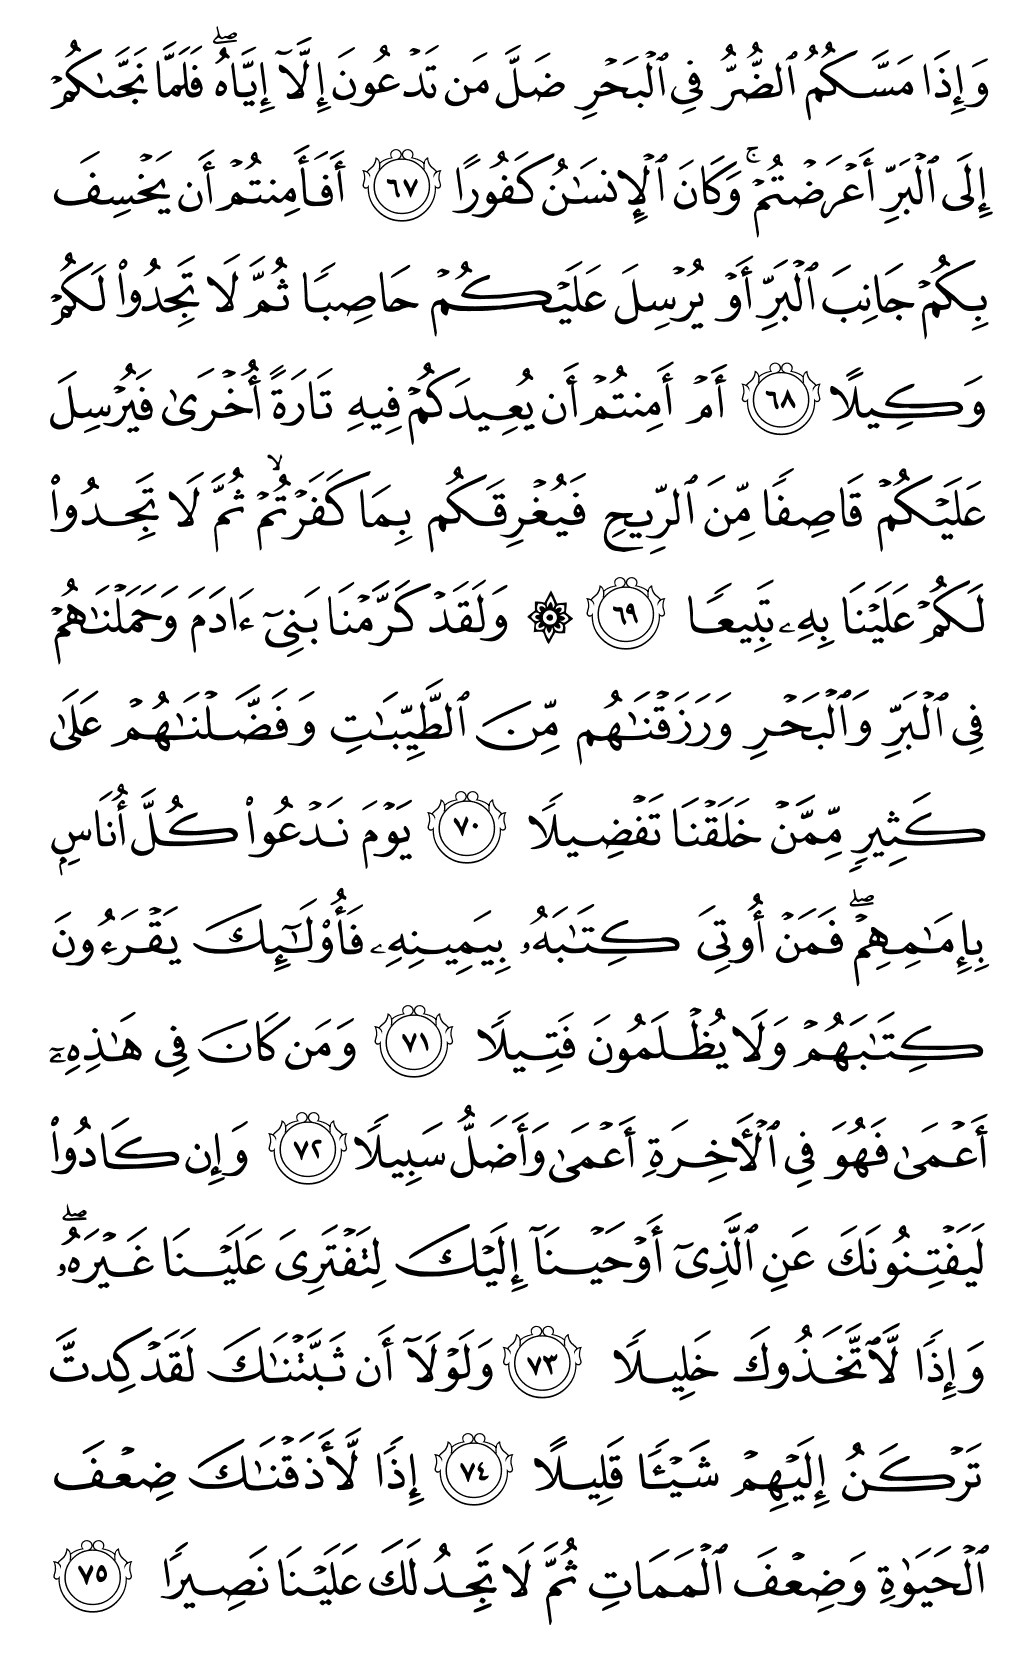 وَإِذَا مَسَّكُمُ ٱلضُّرُّ فِي ٱلۡبَحۡرِ ضَلَّ مَن تَدۡعُونَ إِلَّآ إِيَّاهُۖ فَلَمَّا نَجَّىٰكُمۡ
إِلَى ٱلۡبَرِّ أَعۡرَضۡتُمۡۚ وَكَانَ ٱلۡإِنسَٰنُ كَفُورًا ٦٧ أَفَأَمِنتُمۡ أَن يَخۡسِفَ
بِكُمۡ جَانِبَ ٱلۡبَرِّ أَوۡ يُرۡسِلَ عَلَيۡكُمۡ حَاصِبٗا ثُمَّ لَا تَجِدُواْ لَكُمۡ
وَكِيلًا ٦٨ أَمۡ أَمِنتُمۡ أَن يُعِيدَكُمۡ فِيهِ تَارَةً أُخۡرَىٰ فَيُرۡسِلَ
عَلَيۡكُمۡ قَاصِفٗا مِّنَ ٱلرِّيحِ فَيُغۡرِقَكُم بِمَا كَفَرۡتُمۡۙ ثُمَّ لَا تَجِدُواْ
لَكُمۡ عَلَيۡنَا بِهِۦ تَبِيعٗا ٦٩ ۞ وَلَقَدۡ كَرَّمۡنَا بَنِيٓ ءَادَمَ وَحَمَلۡنَٰهُمۡ
فِي ٱلۡبَرِّ وَٱلۡبَحۡرِ وَرَزَقۡنَٰهُم مِّنَ ٱلطَّيِّبَٰتِ وَفَضَّلۡنَٰهُمۡ عَلَىٰ
كَثِيرٖ مِّمَّنۡ خَلَقۡنَا تَفۡضِيلٗا ٧٠ يَوۡمَ نَدۡعُواْ كُلَّ أُنَاسِۭ
بِإِمَٰمِهِمۡۖ فَمَنۡ أُوتِيَ كِتَٰبَهُۥ بِيَمِينِهِۦ فَأُوْلَٰٓئِكَ يَقۡرَءُونَ
كِتَٰبَهُمۡ وَلَا يُظۡلَمُونَ فَتِيلٗا ٧١ وَمَن كَانَ فِي هَٰذِهِۦٓ
أَعۡمَىٰ فَهُوَ فِي ٱلۡأٓخِرَةِ أَعۡمَىٰ وَأَضَلُّ سَبِيلٗا ٧٢ وَإِن كَادُواْ
لَيَفۡتِنُونَكَ عَنِ ٱلَّذِيٓ أَوۡحَيۡنَآ إِلَيۡكَ لِتَفۡتَرِيَ عَلَيۡنَا غَيۡرَهُۥۖ
وَإِذٗا لَّٱتَّخَذُوكَ خَلِيلٗا ٧٣ وَلَوۡلَآ أَن ثَبَّتۡنَٰكَ لَقَدۡ كِدتَّ
تَرۡكَنُ إِلَيۡهِمۡ شَيۡـٔٗا قَلِيلًا ٧٤ إِذٗا لَّأَذَقۡنَٰكَ ضِعۡفَ
ٱلۡحَيَوٰةِ وَضِعۡفَ ٱلۡمَمَاتِ ثُمَّ لَا تَجِدُ لَكَ عَلَيۡنَا نَصِيرٗا ٧٥